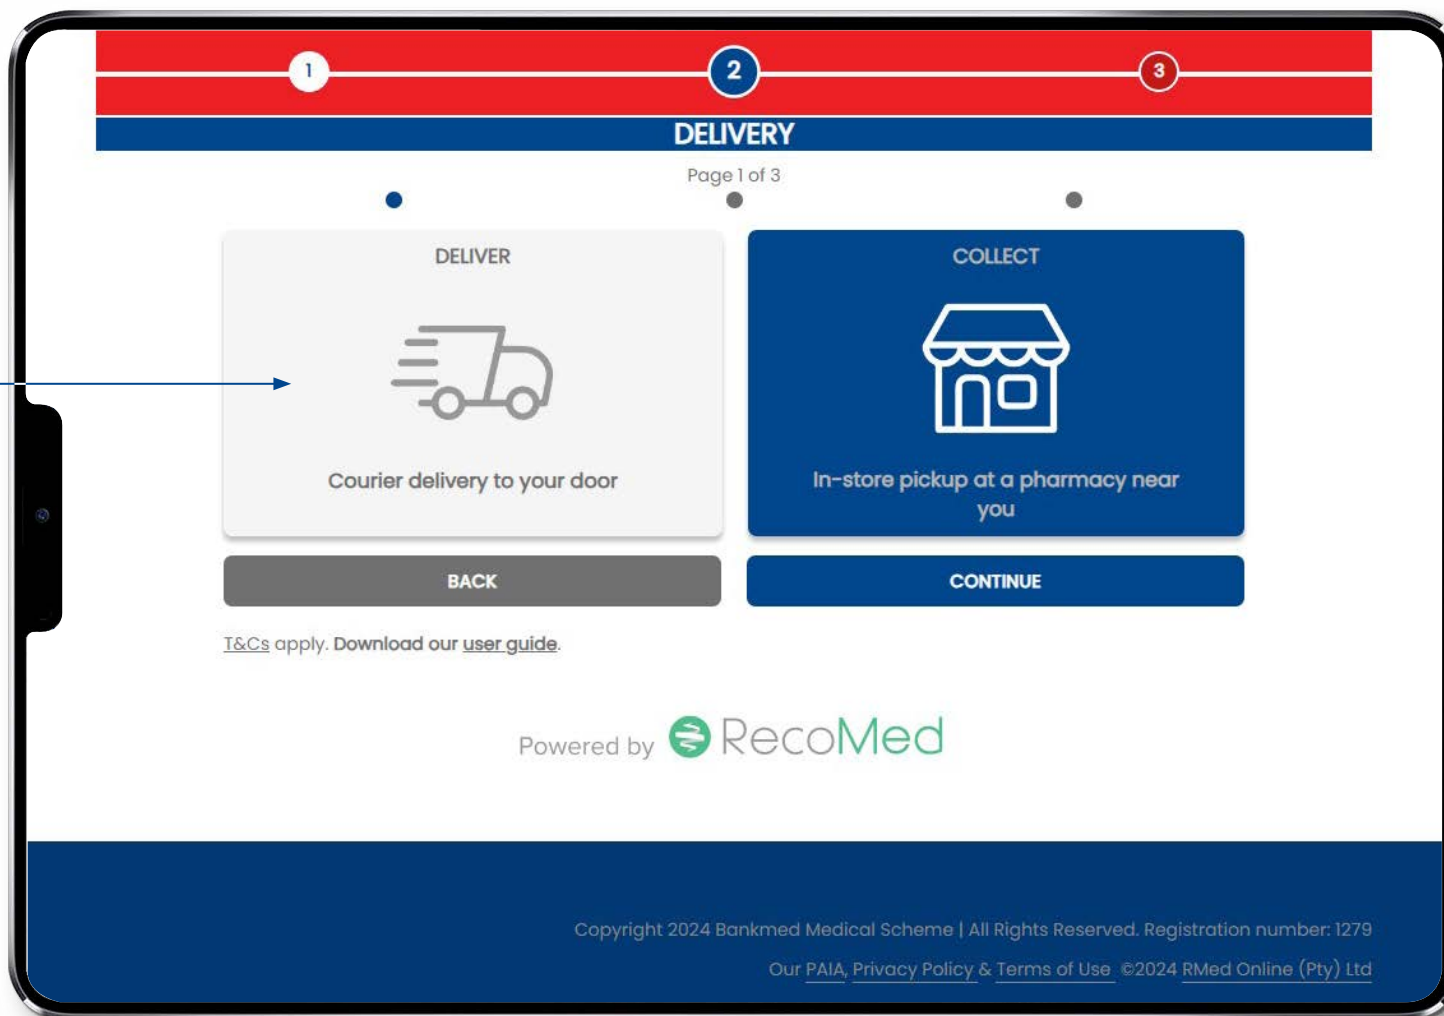 1
2
3
DELIVERY
Page 1 of 3
DELIVER
Courier delivery to your door
COLLECT
In-store pickup at a pharmacy near
you
BACK
CONTINUE
T&Cs apply. Download our user guide.
Powered by RecoMed
Copyright 2024 Bankmed Medical Scheme | All Rights Reserved. Registration number: 1279
Our PAIA, Privacy Policy & Terms of Use ©2024 RMed Online (Pty) Ltd